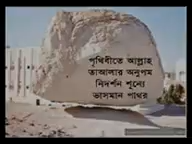 পৃথিবীতে আল্লাহ
তাআলার অনুপম
নিদর্শন শূন্যে
ভাসমান পাথর